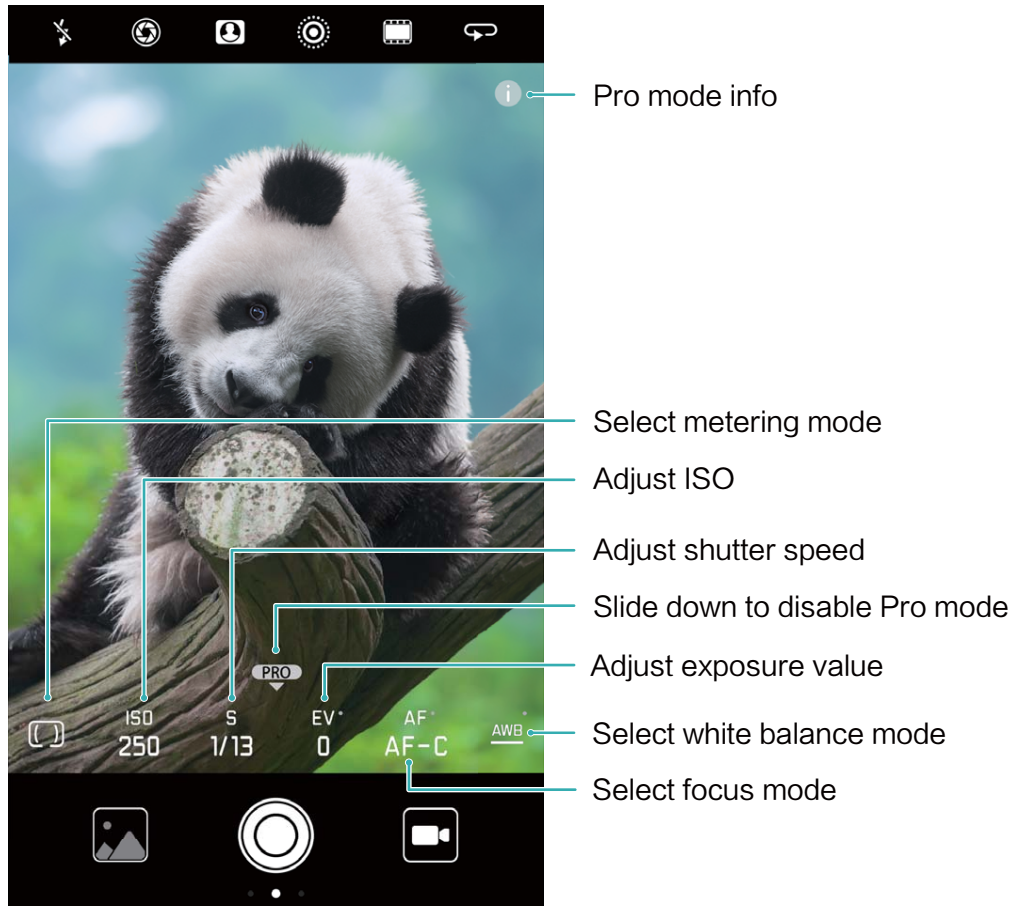 Pro mode info
Select metering mode
Adjust ISO
Adjust shutter speed
Slide down to disable Pro mode
PRO
Adjust exposure value
ISO S EV AF AWB
250 1/13 0 AF-C
Select white balance mode
Select focus mode